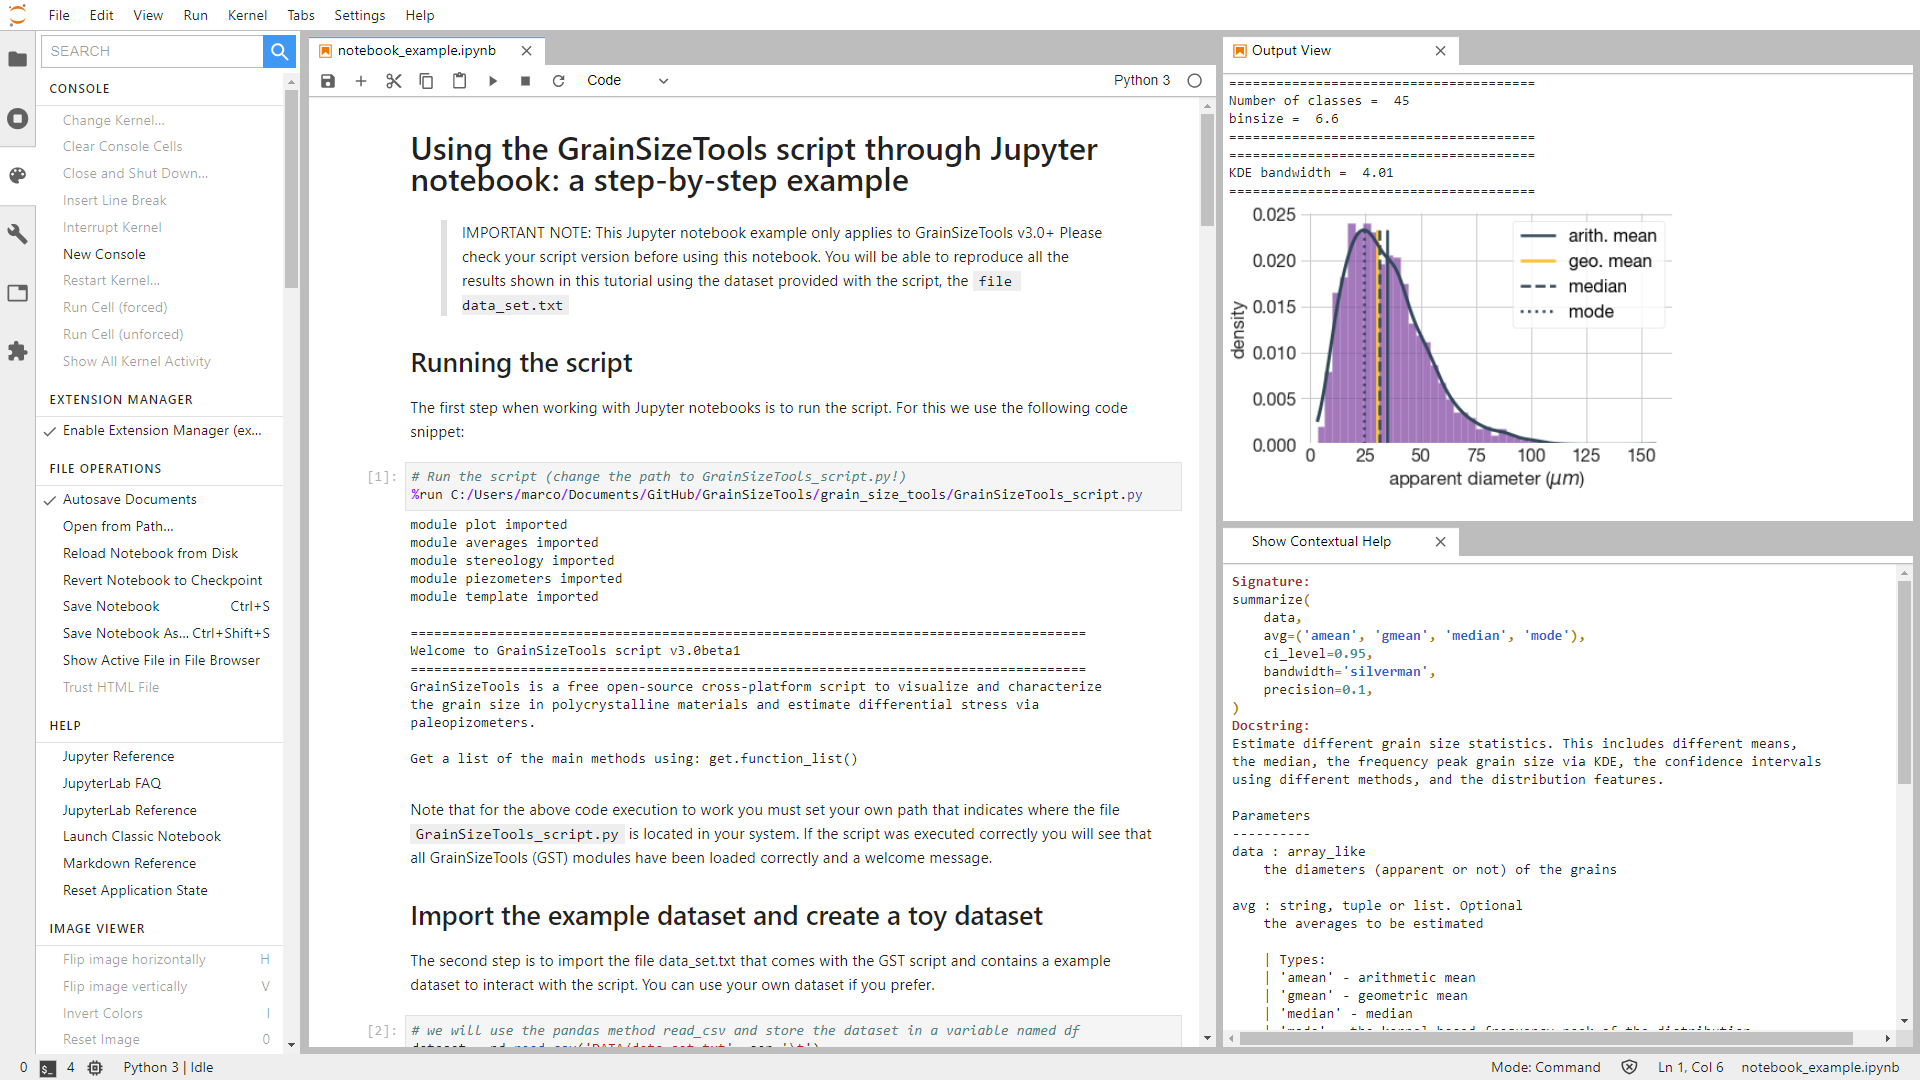 File Edit View Run Kernel Tabs Settings Help
SEARCH
CONSOLE
Change Kernel...
Clear Console Cells
Close and Shut Down...
Insert Line Break
Interrupt Kernel
New Console
Restart Kernel...
Run Cell (forced)
Run Cell (unforced)
Show All Kernel Activity
EXTENSION MANAGER
Enable Extension Manager (ex...
FILE OPERATIONS
Autosave Documents
Open from Path...
Reload Notebook from Disk
Revert Notebook to Checkpoint
Save Notebook Ctrl+S
Save Notebook As... Ctrl+Shift+S
Show Active File in File Browser
Trust HTML File
HELP
Jupyter Reference
JupyterLab FAQ
JupyterLab Reference
Launch Classic Notebook
Markdown Reference
Reset Application State
IMAGE VIEWER
Flip image horizontally H
Flip image vertically V
Invert Colors I
Reset Image 0
notebook_example.ipynb
Code
Python 3
Using the GrainSizeTools script through Jupyter
notebook: a step-by-step example
IMPORTANT NOTE: This Jupyter notebook example only applies to GrainSizeTools v3.0+ Please
check your script version before using this notebook. You will be able to reproduce all the
results shown in this tutorial using the dataset provided with the script, the file
data_set.txt
Running the script
The first step when working with Jupyter notebooks is to run the script. For this we use the following code
snippet:
[1]:
# Run the script (change the path to GrainSizeTools_script.py!)
%run C:/Users/marco/Documents/GitHub/GrainSizeTools/grain_size_tools/GrainSizeTools_script.py
module plot imported
module averages imported
module stereology imported
module piezometers imported
module template imported
======================================================================================
Welcome to GrainSizeTools script v3.0beta1
======================================================================================
GrainSizeTools is a free open-source cross-platform script to visualize and characterize
the grain size in polycrystalline materials and estimate differential stress via
paleopizometers.
Get a list of the main methods using: get.function_list()
Note that for the above code execution to work you must set your own path that indicates where the file
GrainSizeTools_script.py is located in your system. If the script was executed correctly you will see that
all GrainSizeTools (GST) modules have been loaded correctly and a welcome message.
Import the example dataset and create a toy dataset
The second step is to import the file data_set.txt that comes with the GST script and contains a example
dataset to interact with the script. You can use your own dataset if you prefer.
[2]:
# we will use the pandas method read_csv and store the dataset in a variable named df
Output View
=======================================
Number of classes = 45
binsize = 6.6
=======================================
=======================================
KDE bandwidth = 4.01
=======================================
0.025
0.020
0.015
0.010
0.005
0.000
density
arith. mean
geo. mean
median
mode
0 25 50 75 100 125 150
apparent diameter (μm)
Show Contextual Help
Signature:
summarize(
data,
avg=('amean', 'gmean', 'median', 'mode'),
ci_level=0.95,
bandwidth='silverman',
precision=0.1,
)
Docstring:
Estimate different grain size statistics. This includes different means,
the median, the frequency peak grain size via KDE, the confidence intervals
using different methods, and the distribution features.
Parameters
----------
data : array_like
the diameters (apparent or not) of the grains
avg : string, tuple or list. Optional
the averages to be estimated
| Types:
| 'amean' - arithmetic mean
| 'gmean' - geometric mean
| 'median' - median
0 $_ 4 Python 3 | Idle
Mode: Command Ln 1, Col 6 notebook_example.ipynb